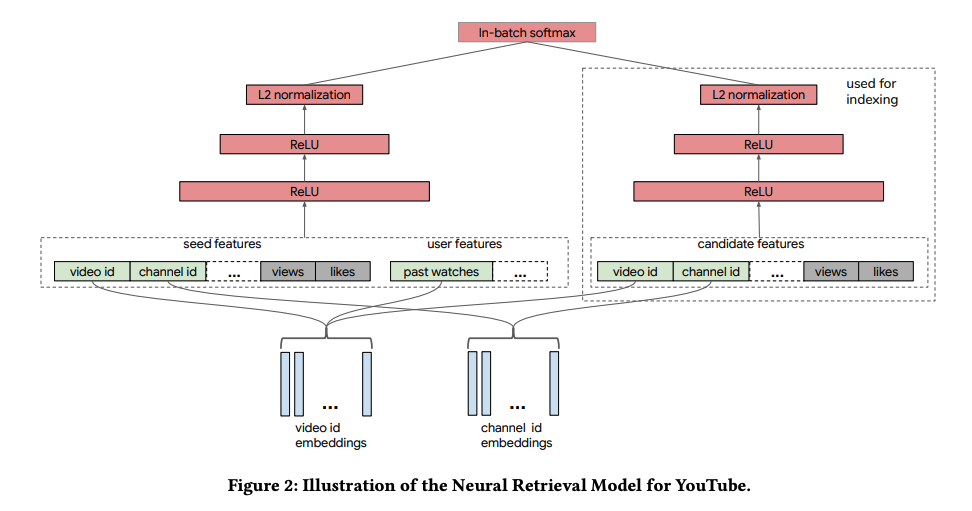 In-batch softmax
L2 normalization
L2 normalization
used for
indexing
ReLU
ReLU
ReLU
ReLU
seed features
user features
candidate features
video id
channel id
...
views
likes
past watches
...
video id
channel id
...
views
likes
...
...
video id
embeddings
channel id
embeddings
Figure 2: Illustration of the Neural Retrieval Model for YouTube.